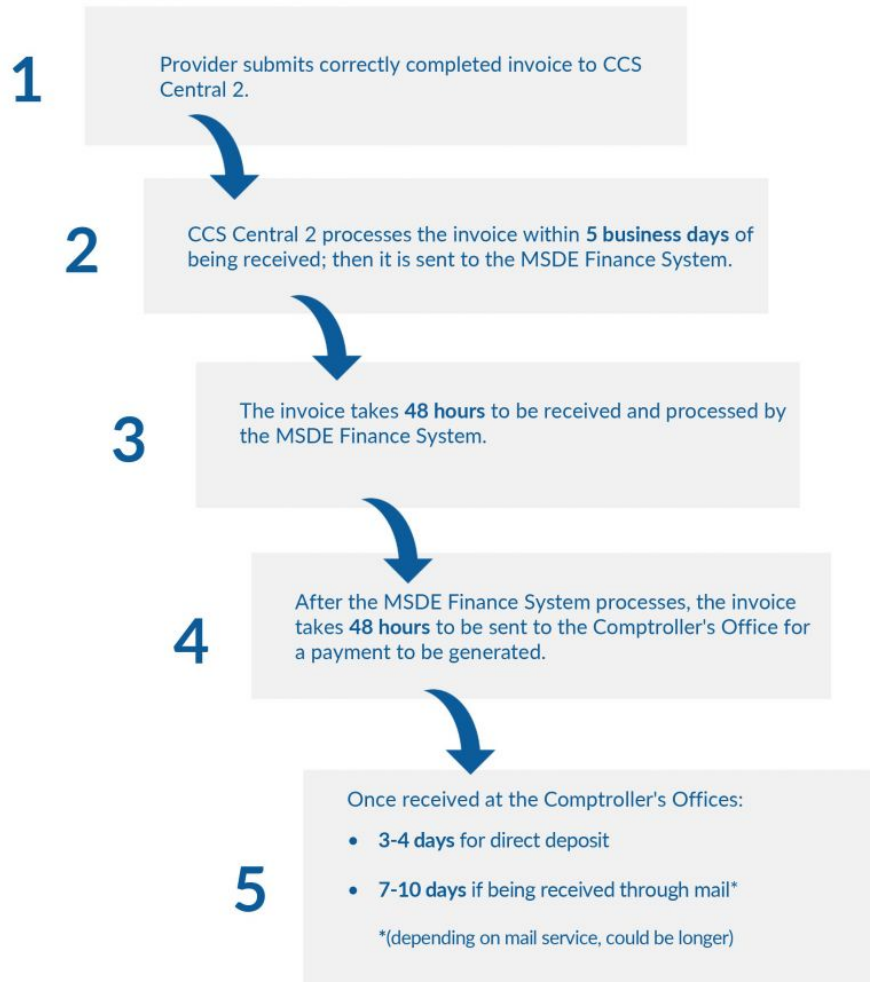 1
Provider submits correctly completed invoice to CCS
Central 2.
2
CCS Central 2 processes the invoice within 5 business days of
being received; then it is sent to the MSDE Finance System.
3
The invoice takes 48 hours to be received and processed by
the MSDE Finance System.
4
After the MSDE Finance System processes, the invoice
takes 48 hours to be sent to the Comptroller's Office for
a payment to be generated.
5
Once received at the Comptroller's Offices:
• 3-4 days for direct deposit
• 7-10 days if being received through mail*
*(depending on mail service, could be longer)